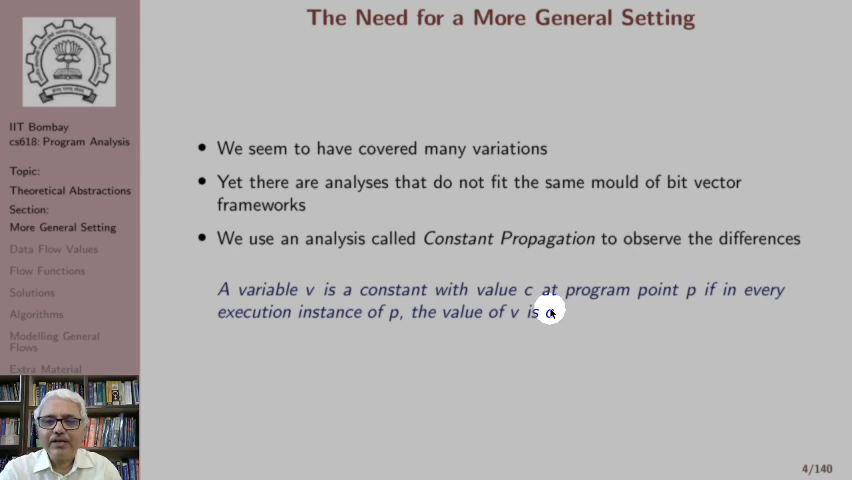 The Need for a More General Setting
IIT Bombay
cs618: Program Analysis
Topic:
Theoretical Abstractions
Section:
More General Setting
Data Flow Values
Flow Functions
Solutions
Algorithms
Modelling General
Flows
Extra Material
• We seem to have covered many variations
• Yet there are analyses that do not fit the same mould of bit vector
frameworks
• We use an analysis called Constant Propagation to observe the differences
A variable v is a constant with value c at program point p if in every
execution instance of p, the value of v is c
4/140